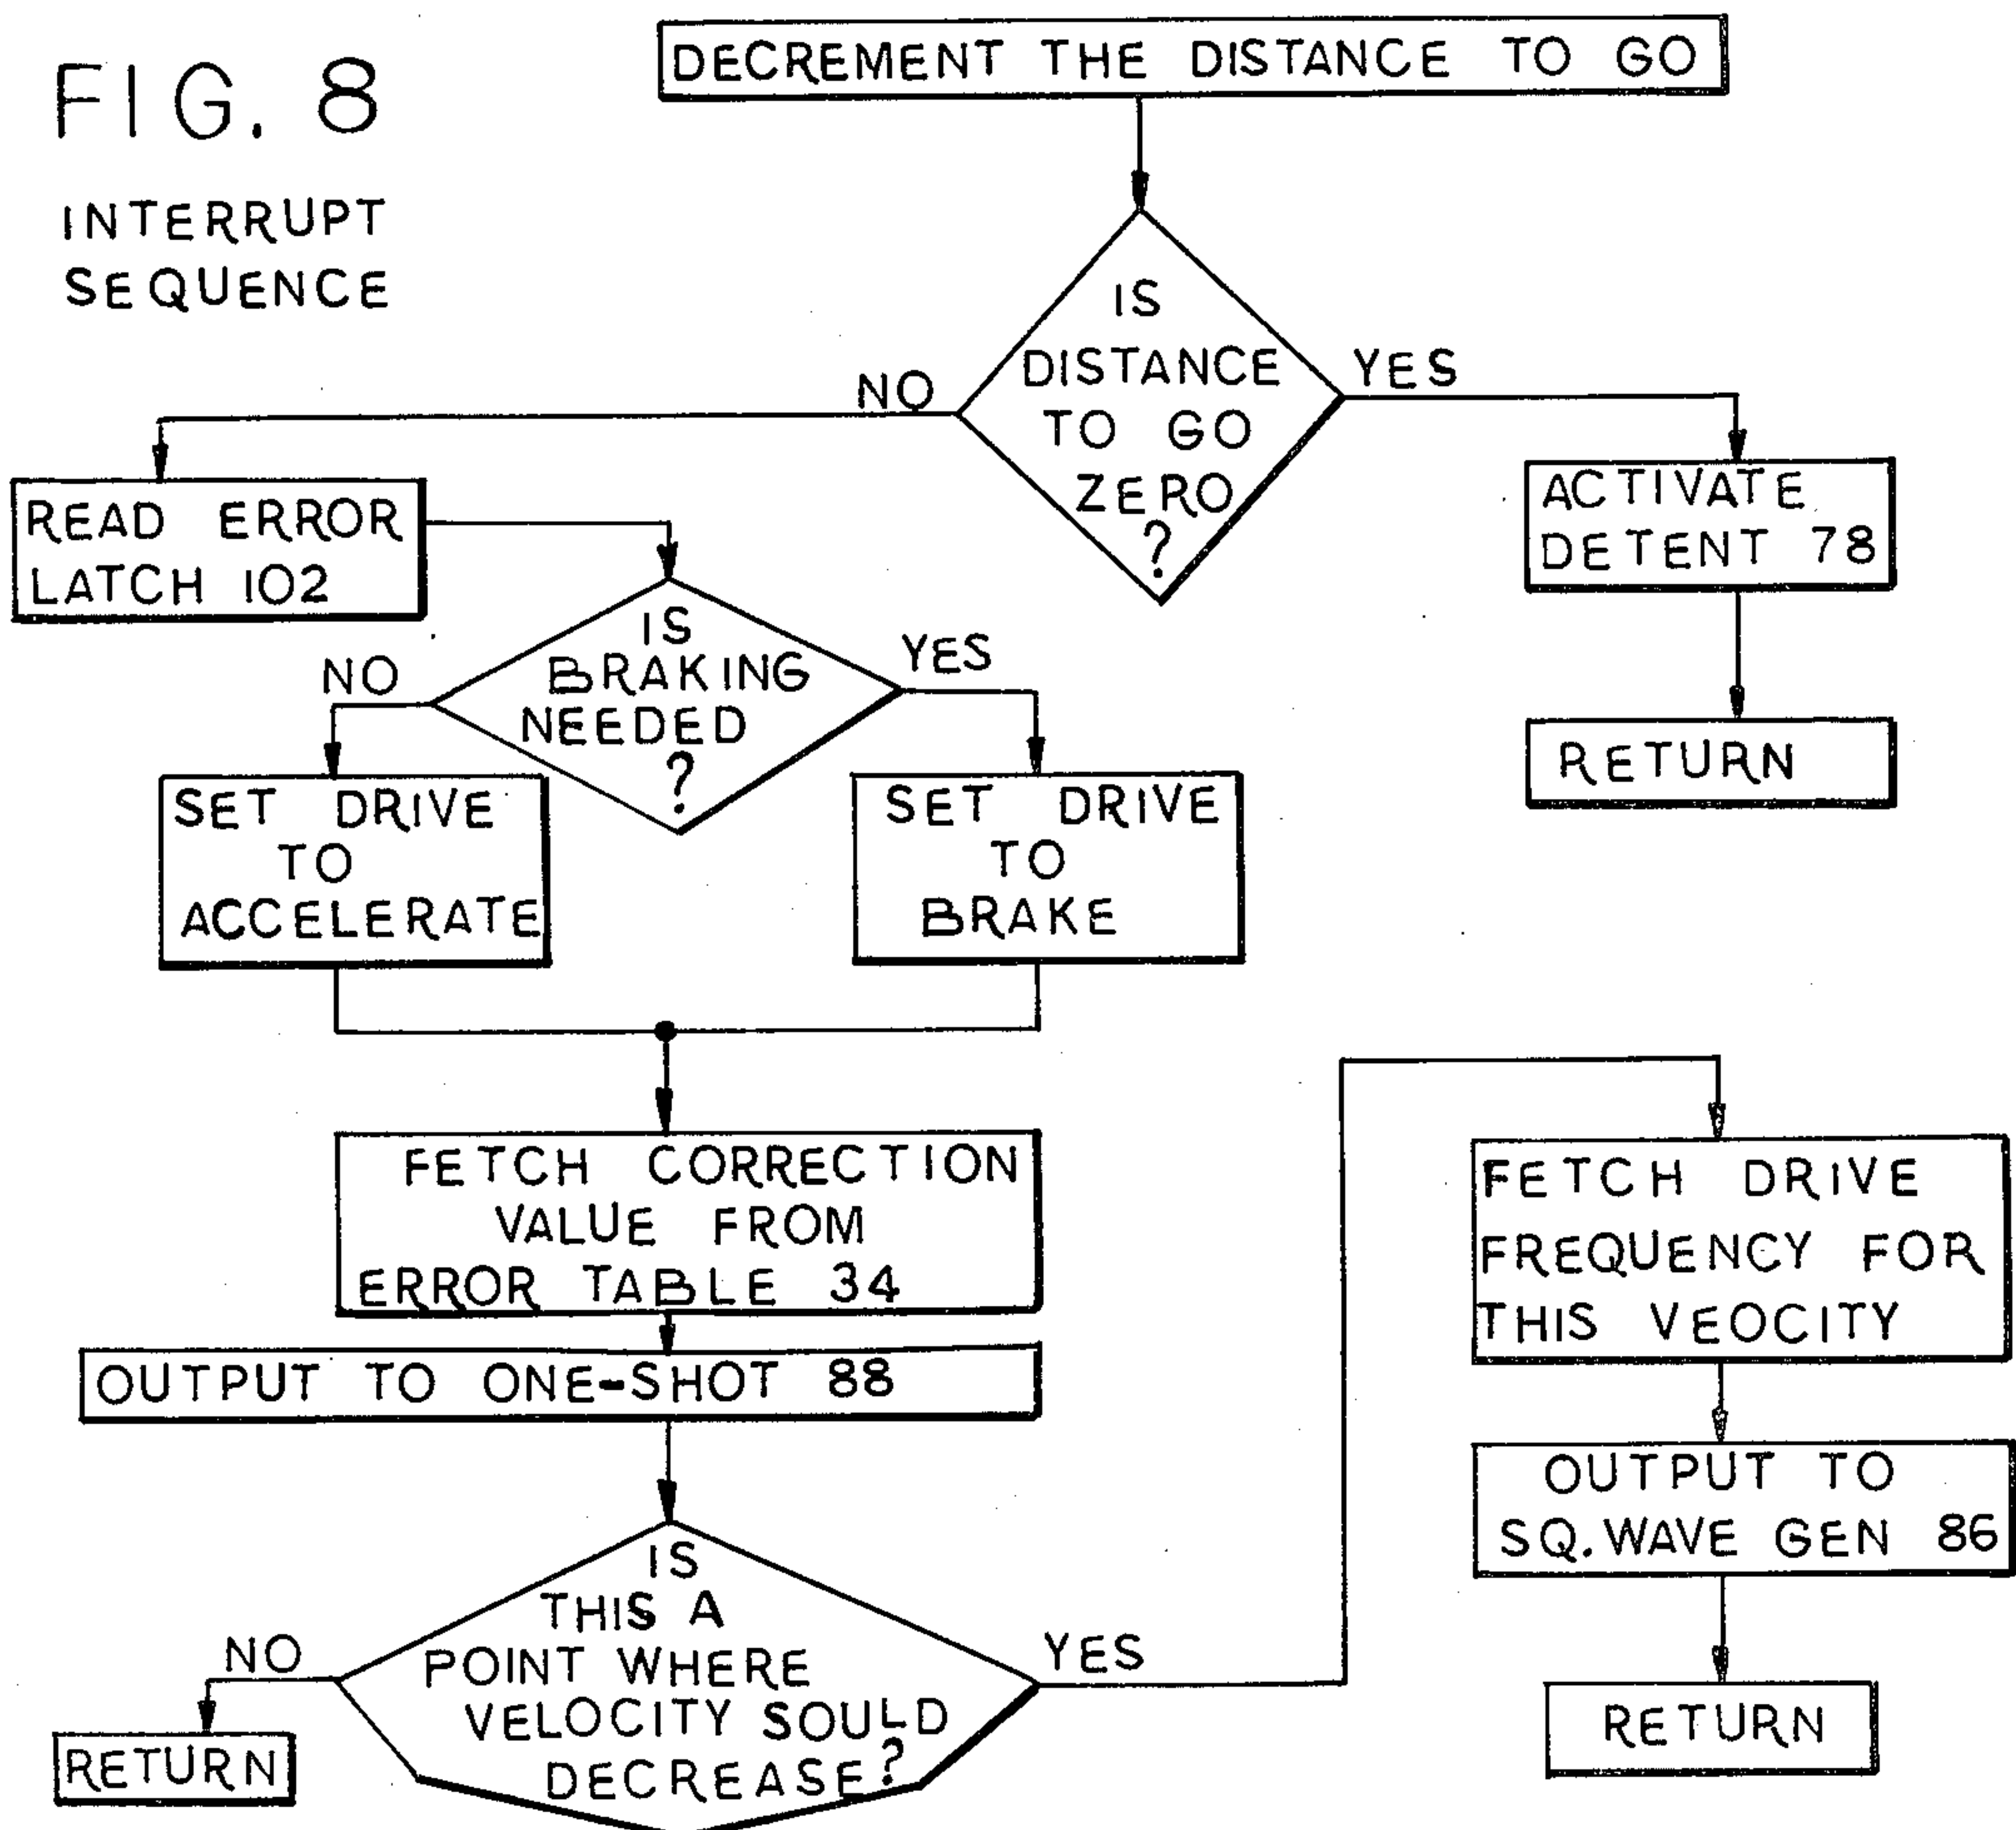 FIG. 8
INTERRUPT
SEQUENCE
DECREMENT THE DISTANCE TO GO
IS
DISTANCE
TO GO
ZERO
?
NO
YES
ACTIVATE
DETENT 78
RETURN
READ ERROR
LATCH 102
IS
BRAKING
NEEDED
?
NO
YES
SET DRIVE
TO
ACCELERATE
SET DRIVE
TO
BRAKE
FETCH CORRECTION
VALUE FROM
ERROR TABLE 34
OUTPUT TO ONE-SHOT 88
IS
THIS A
POINT WHERE
VELOCITY SOULD
DECREASE?
NO
YES
RETURN
FETCH DRIVE
FREQUENCY FOR
THIS VEOCITY
OUTPUT TO
SQ. WAVE GEN 86
RETURN